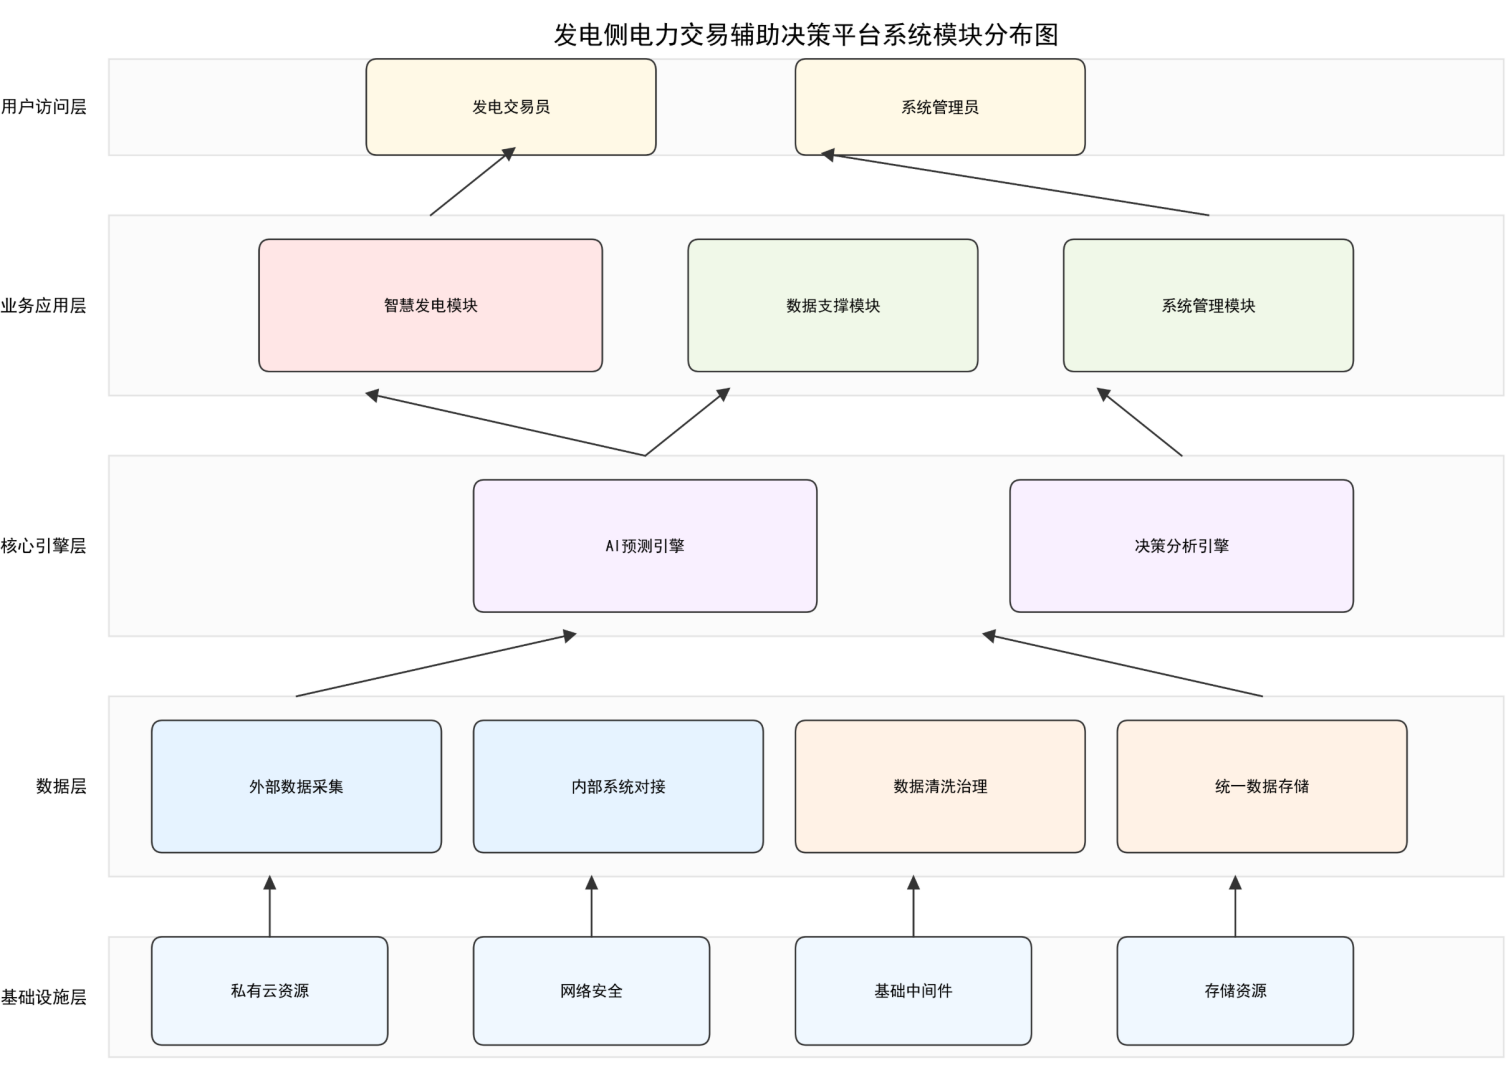 发电侧电力交易辅助决策平台系统模块分布图
用户访问层
发电交易员
系统管理员
业务应用层
智慧发电模块
数据支撑模块
系统管理模块
核心引擎层
AI预测引擎
决策分析引擎
数据层
外部数据采集
内部系统对接
数据清洗治理
统一数据存储
基础设施层
私有云资源
网络安全
基础中间件
存储资源